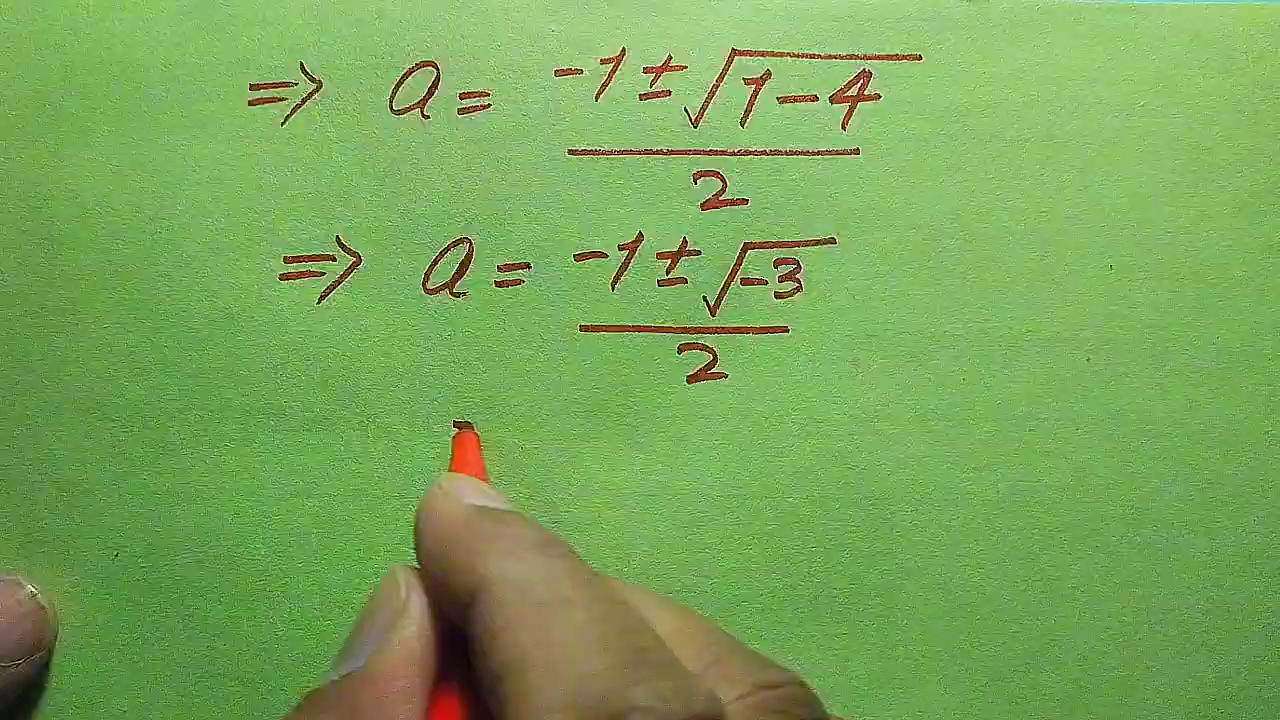 ⇒ a = (-1 ± √(1 - 4)) / 2
⇒ a = (-1 ± √(-3)) / 2